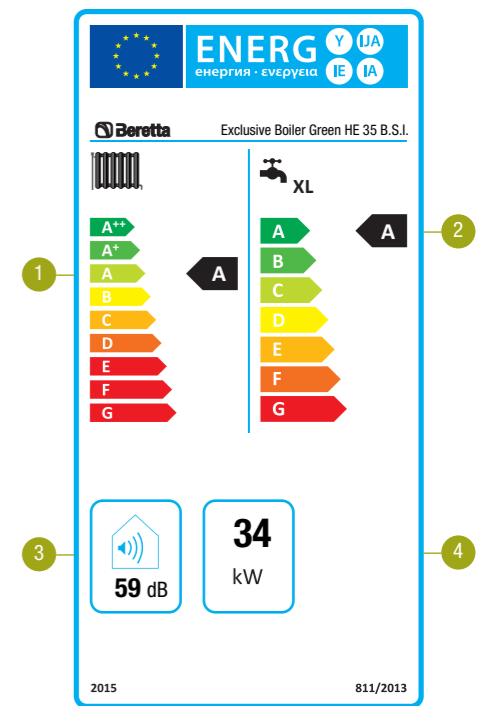 ENERG Y IJA
енергия · ενεργεια IE IA
Beretta Exclusive Boiler Green HE 35 B.S.I.
XL
A++
A+
A
B
C
D
E
F
G
A
A
B
C
D
E
F
G
A
1
2
3
4
59 dB
34
kW
2015 811/2013